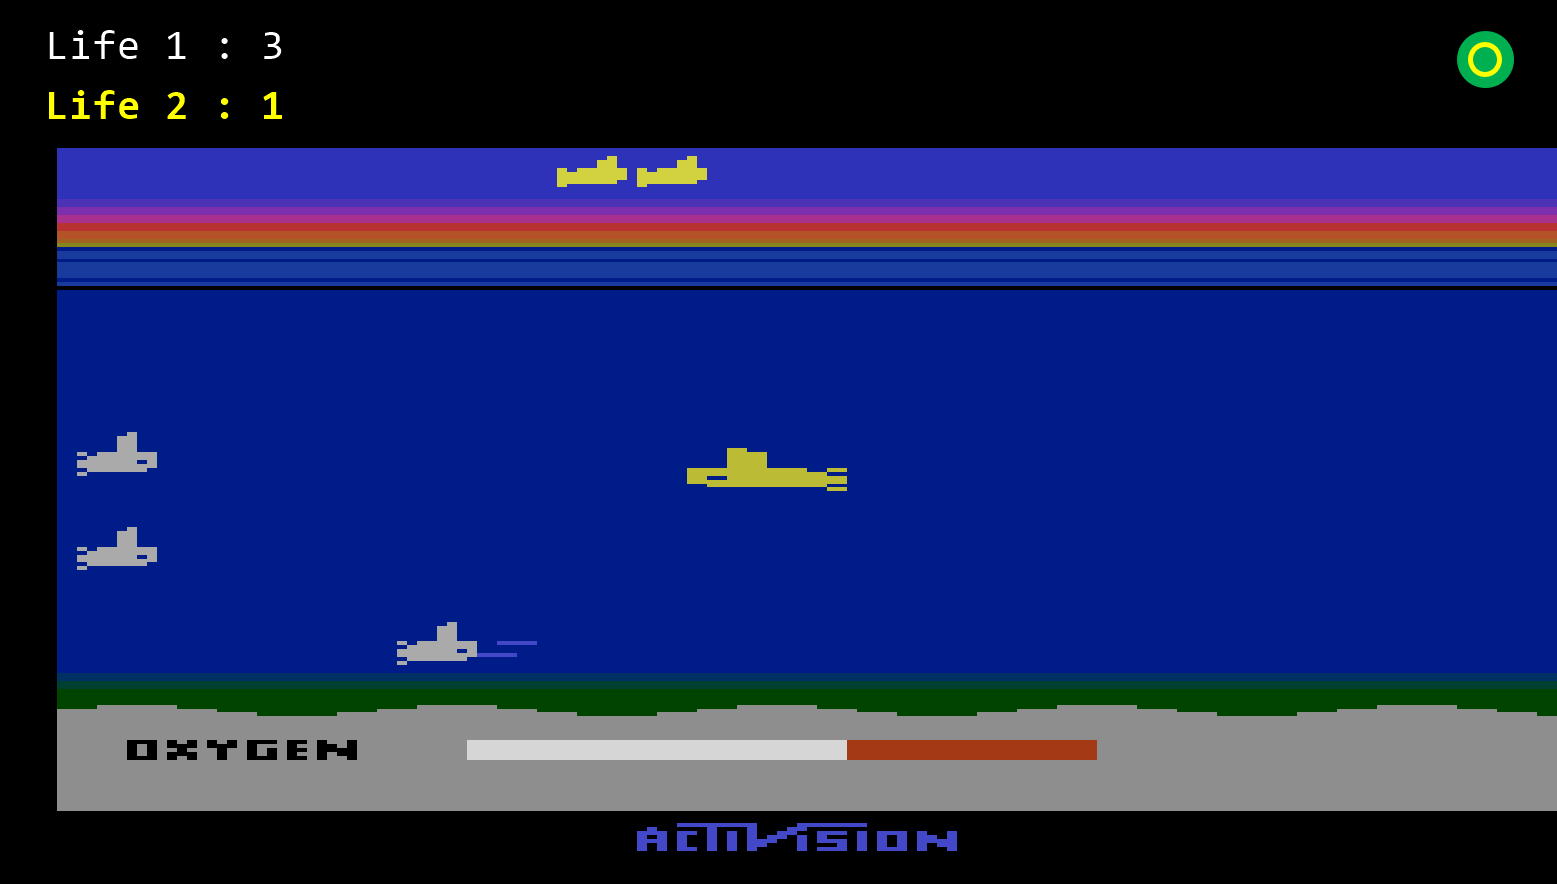 Life 1 : 3
Life 2 : 1
OXYGEN
ACTIVISION